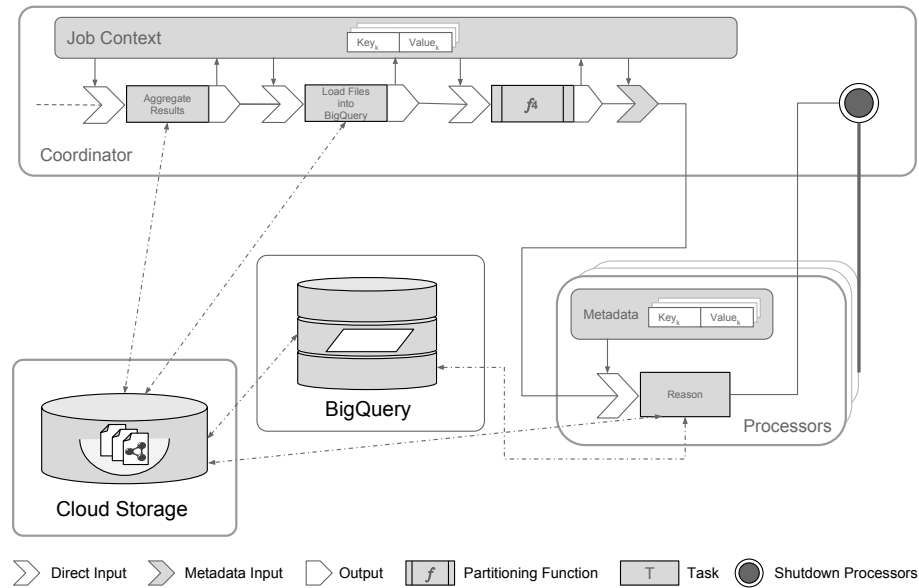 Job Context
Key k Value k
Aggregate Results
Load Files into BigQuery
f4
Coordinator
Metadata
Key k Value k
Reason
Processors
BigQuery
Cloud Storage
Direct Input
Metadata Input
Output
f Partitioning Function
T Task
Shutdown Processors